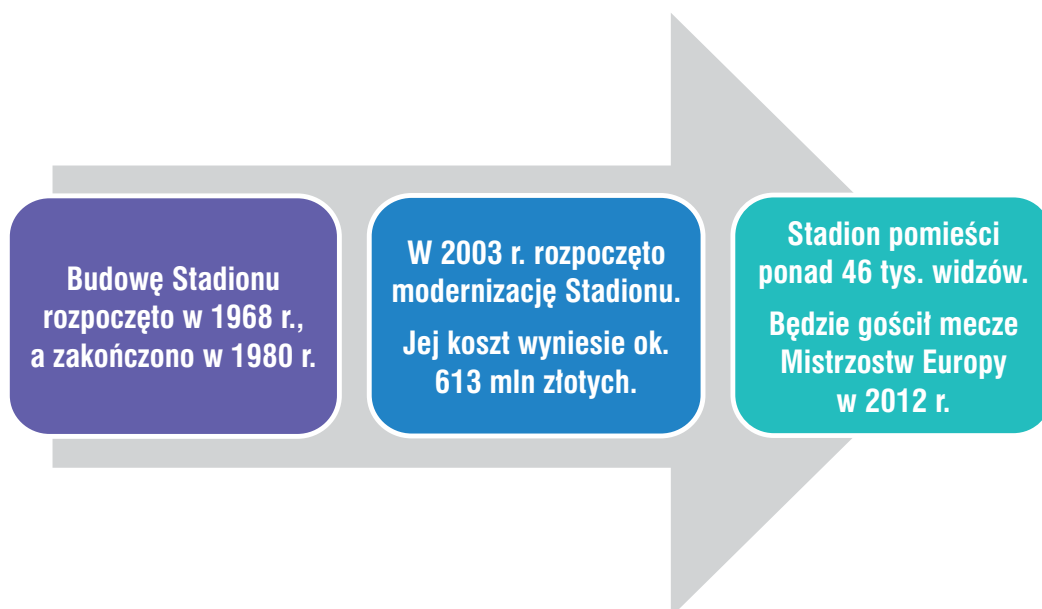 Budowę Stadionu
rozpoczęto w 1968 r.,
a zakończono w 1980 r.
W 2003 r. rozpoczęto
modernizację Stadionu.
Jej koszt wyniesie ok.
613 mln złotych.
Stadion pomieści
ponad 46 tys. widzów.
Będzie gościł mecze
Mistrzostw Europy
w 2012 r.